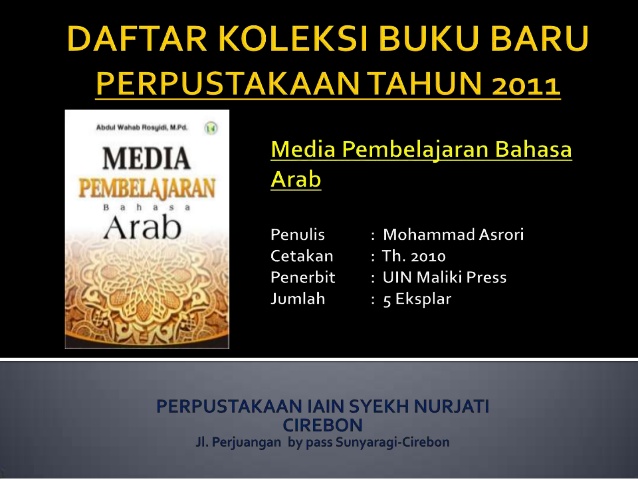 DAFTAR KOLEKSI BUKU BARU
PERPUSTAKAAN TAHUN 2011
Abdul Wahab Rosyidi, M.Pd.
MEDIA
PEMBELAJARAN
Bahasa
Arab
Media Pembelajaran Bahasa
Arab
Penulis : Mohammad Asrori
Cetakan : Th. 2010
Penerbit : UIN Maliki Press
Jumlah : 5 Eksplar
PERPUSTAKAAN IAIN SYEKH NURJATI
CIREBON
Jl. Perjuangan by pass Sunyaragi-Cirebon